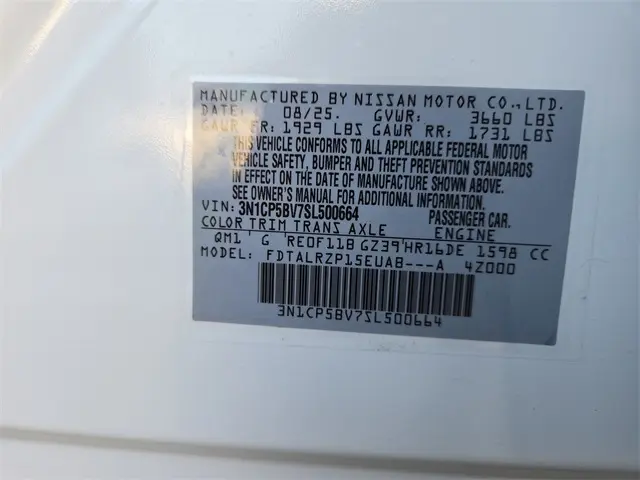 MANUFACTURED BY NISSAN MOTOR CO.,LTD.
DATE: 08/25. GVWR: 3660 LBS
GAWR FR: 1929 LBS GAWR RR: 1731 LBS
THIS VEHICLE CONFORMS TO ALL APPLICABLE FEDERAL MOTOR
VEHICLE SAFETY, BUMPER AND THEFT PREVENTION STANDARDS
IN EFFECT ON THE DATE OF MANUFACTURE SHOWN ABOVE.
SEE OWNER'S MANUAL FOR ADDITIONAL INFORMATION.
VIN: 3N1CP5BV7SL500664 PASSENGER CAR.
COLOR TRIM TRANS AXLE ENGINE
QM1 ' G ' RE0F11B GZ39'HR16DE 1598 CC
MODEL: FDTALRZP15EUAB---A 4Z000
3N1CP5BV7SL500664